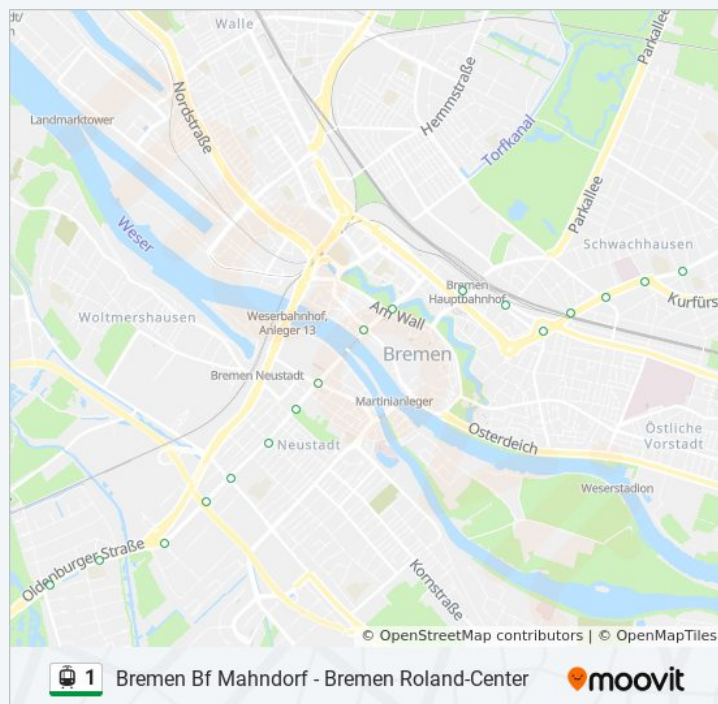 dt/
Walle
Parkallee
Hemmstraße
Nordstraße
Landmarktower
Torfkanal
Parkallee
Weser
Schwachhausen
Bremen
Hauptbahnhof
Kurfürs
Am Wall
Woltmershausen
Weserbahnhof,
Anleger 13
Bremen
Bremen Neustadt
Martinianleger
Östliche
Vorstadt
Osterdeich
Neustadt
Weserstadion
Oldenburger Straße
Kornstraße
© OpenStreetMap contributors | © OpenMapTiles
1 Bremen Bf Mahndorf - Bremen Roland-Center
moovit